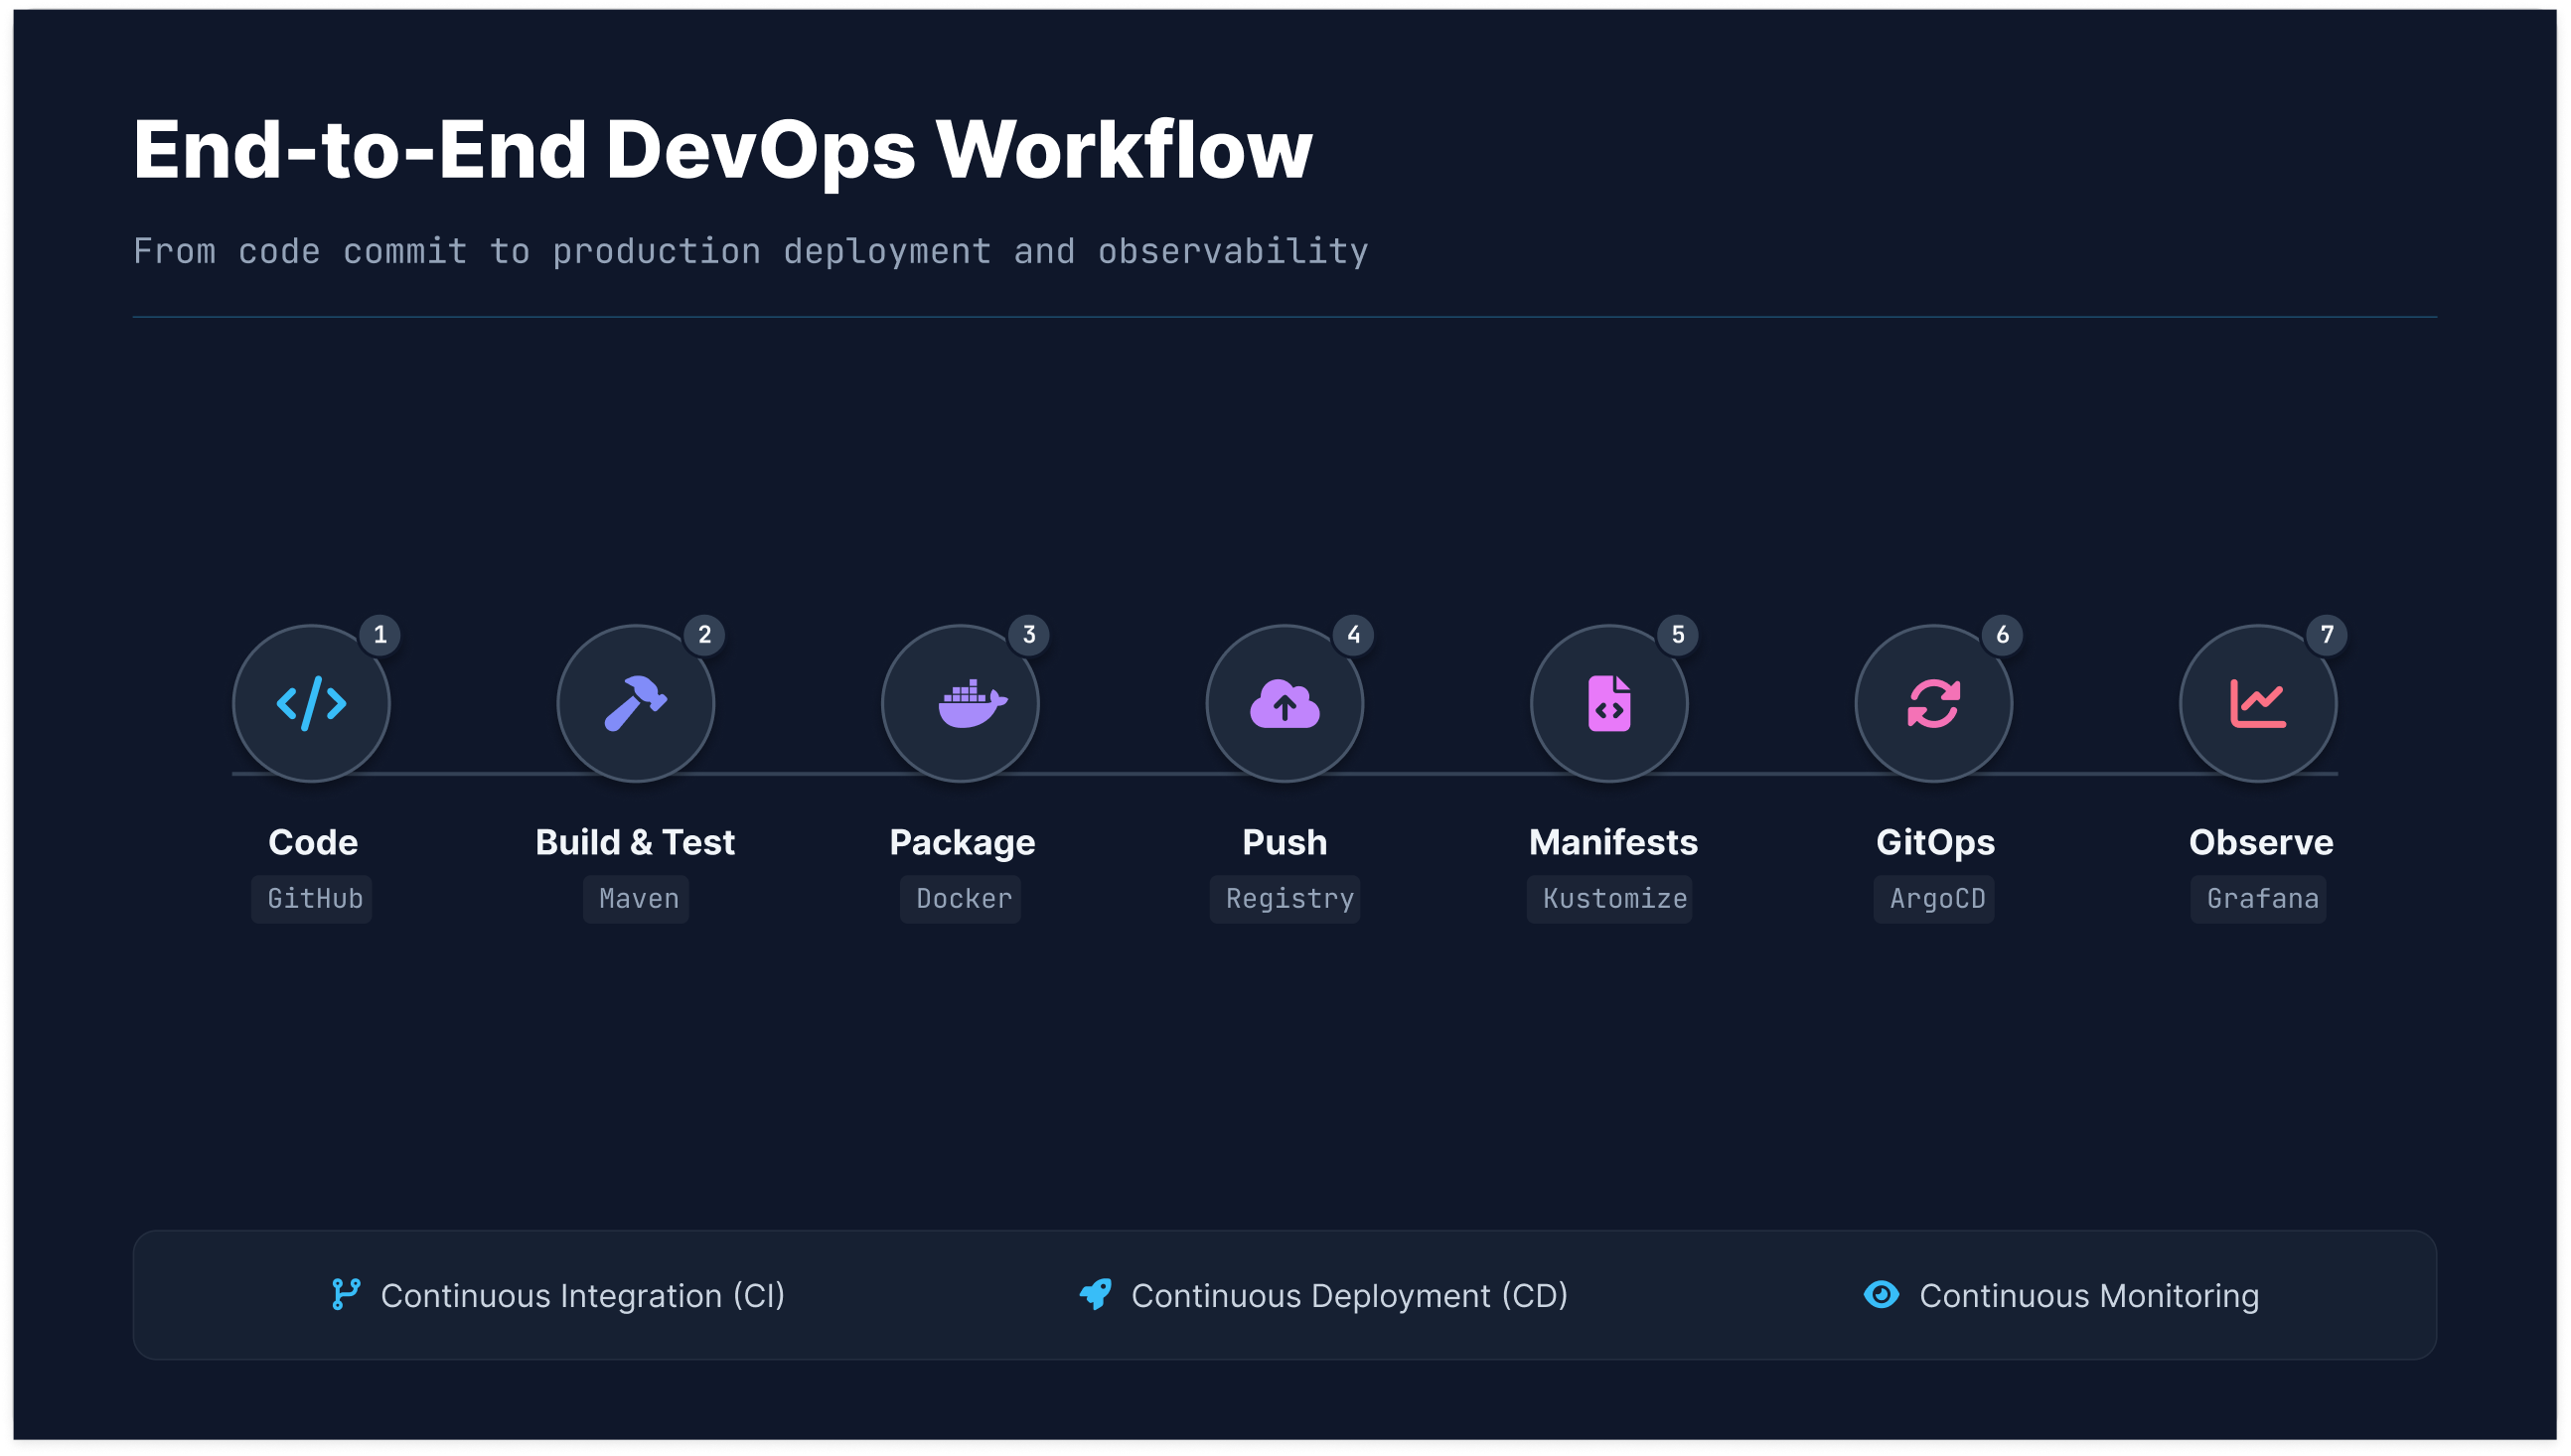 End-to-End DevOps Workflow
From code commit to production deployment and observability
1
Code
GitHub
2
Build & Test
Maven
3
Package
Docker
4
Push
Registry
5
Manifests
Kustomize
6
GitOps
ArgoCD
7
Observe
Grafana
Continuous Integration (CI)
Continuous Deployment (CD)
Continuous Monitoring